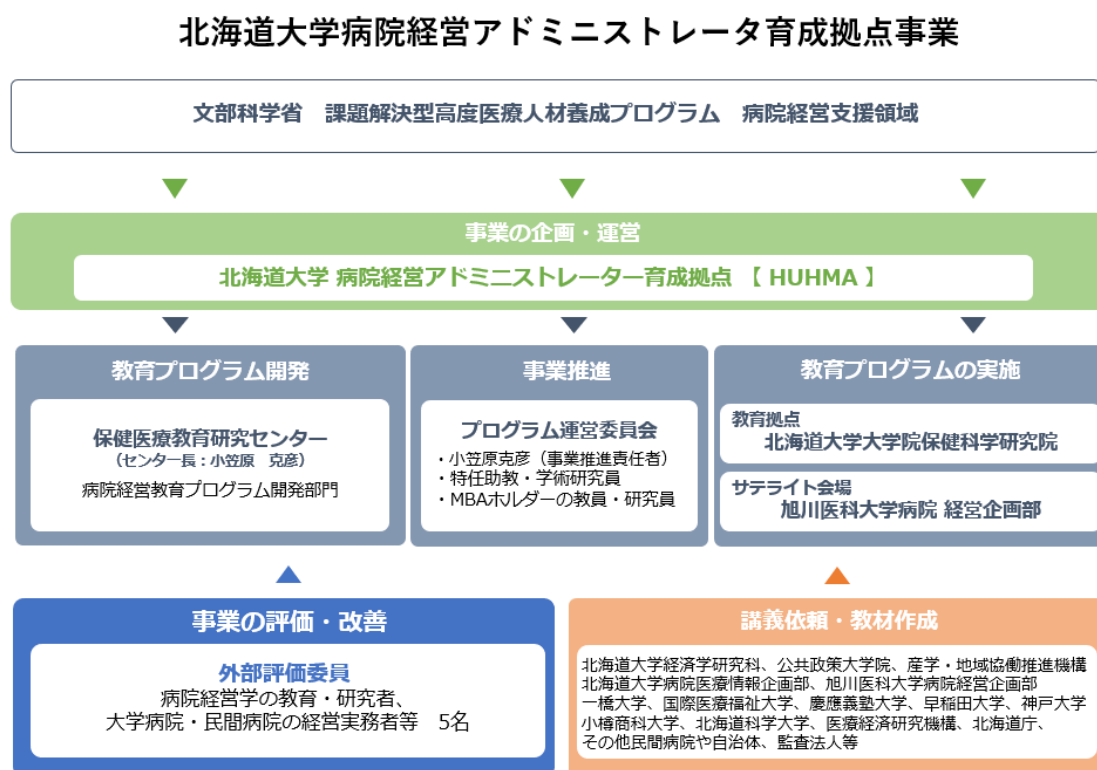 北海道大学病院経営アドミニストレータ育成拠点事業
文部科学省　課題解決型高度医療人材養成プログラム　病院経営支援領域
事業の企画・運営
北海道大学 病院経営アドミニストレーター育成拠点 【 HUHMA 】
教育プログラム開発
保健医療教育研究センター
（センター長：小笠原　克彦）
病院経営教育プログラム開発部門
事業推進
プログラム運営委員会
・小笠原克彦（事業推進責任者）
・特任助教・学術研究員
・MBAホルダーの教員・研究員
教育プログラムの実施
教育拠点
北海道大学大学院保健科学研究院
サテライト会場
旭川医科大学病院 経営企画部
事業の評価・改善
外部評価委員
病院経営学の教育・研究者、
大学病院・民間病院の経営実務者等　5名
講義依頼・教材作成
北海道大学経済学研究科、公共政策大学院、産学・地域協働推進機構
北海道大学病院医療情報企画部、旭川医科大学病院経営企画部
一橋大学、国際医療福祉大学、慶應義塾大学、早稲田大学、神戸大学
小樽商科大学、北海道科学大学、医療経済研究機構、北海道庁、
その他民間病院や自治体、監査法人等